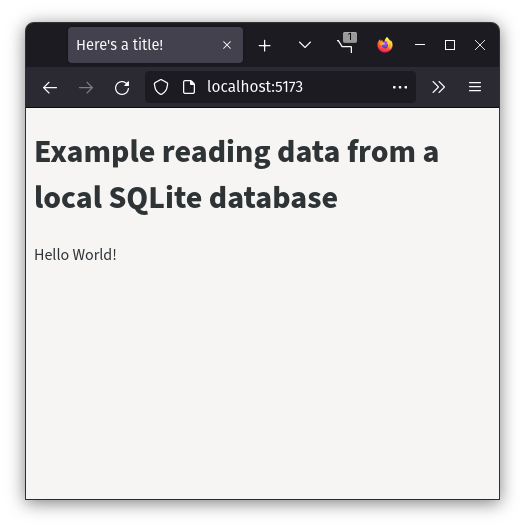 Here's a title!
1
localhost:5173
Example reading data from a
local SQLite database
Hello World!